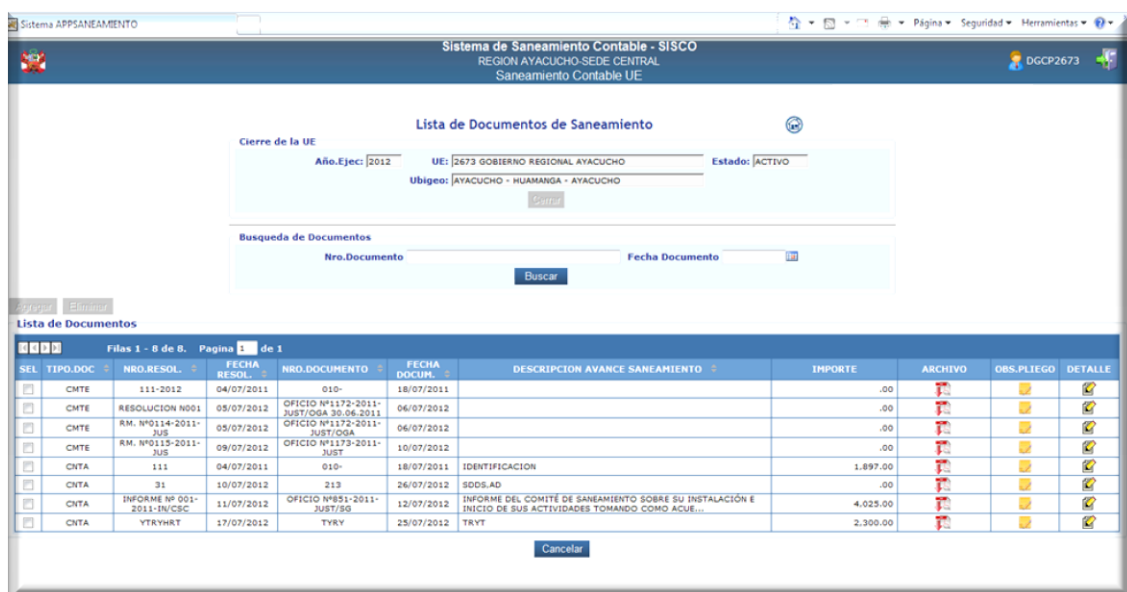 Sistema APPSANEAMIENTO
Página Seguridad Herramientas
Sistema de Saneamiento Contable - SISCO
REGION AYACUCHO-SEDE CENTRAL
Saneamiento Contable UE
DGCP2673
Lista de Documentos de Saneamiento
Cierre de la UE
Año.Ejec: 2012 UE: 2673 GOBIERNO REGIONAL AYACUCHO Estado: ACTIVO
Ubigeo: AYACUCHO - HUAMANGA - AYACUCHO
Cerrar
Busqueda de Documentos
Nro.Documento Fecha Documento
Buscar
Agregar Eliminar
Lista de Documentos
Filas 1 - 8 de 8. Pagina 1 de 1
SEL TIPO.DOC NRO.RESOL. FECHA RESOL. NRO.DOCUMENTO FECHA DOCUM. DESCRIPCION AVANCE SANEAMIENTO IMPORTE ARCHIVO OBS.PLIEGO DETALLE
CMTE 111-2012 04/07/2011 010- 18/07/2011 .00
CMTE RESOLUCION N001 05/07/2012 OFICIO Nº1172-2011-JUST/OGA 30.06.2011 06/07/2012 .00
CMTE RM. Nº0114-2011-JUS 05/07/2012 OFICIO Nº1172-2011-JUST/OGA 06/07/2012 .00
CMTE RM. Nº0115-2011-JUS 09/07/2012 OFICIO Nº1173-2011-JUST 10/07/2012 .00
CNTA 111 04/07/2011 010- 18/07/2011 IDENTIFICACION 1.897.00
CNTA 31 10/07/2012 213 26/07/2012 SDDS.AD .00
CNTA INFORME Nº 001-2011-IN/CSC 11/07/2012 OFICIO Nº851-2011-JUST/SG 12/07/2012 INFORME DEL COMITÉ DE SANEAMIENTO SOBRE SU INSTALACIÓN E INICIO DE SUS ACTIVIDADES TOMANDO COMO ACUE... 4.025.00
CNTA YTRYHRT 17/07/2012 TYRY 25/07/2012 TRYT 2.300.00
Cancelar